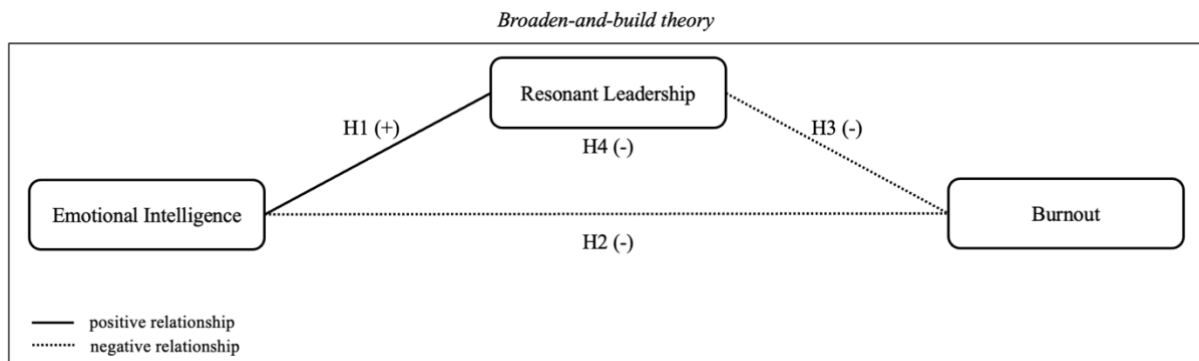 Broaden-and-build theory
Resonant Leadership
H1 (+)
H3 (-)
H4 (-)
Emotional Intelligence
Burnout
H2 (-)
positive relationship
negative relationship